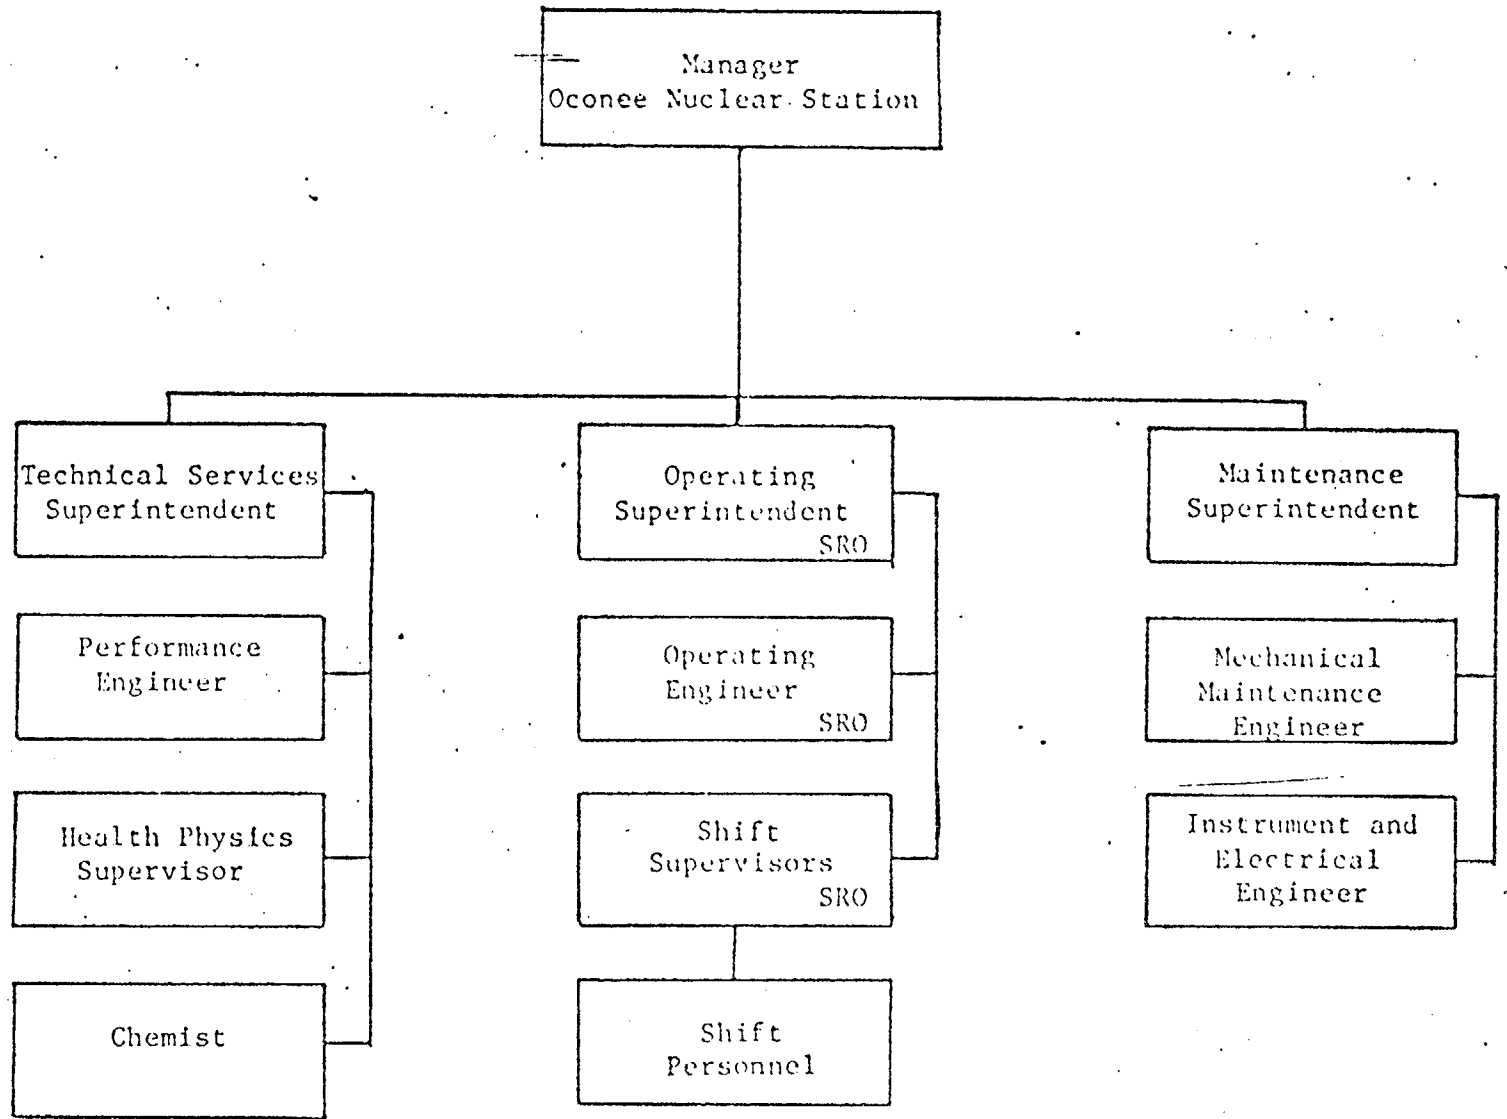 Manager
Oconee Nuclear Station
Technical Services
Superintendent
Performance
Engineer
Health Physics
Supervisor
Chemist
Operating
Superintendent
SRO
Operating
Engineer
SRO
Shift
Supervisors
SRO
Shift
Personnel
Maintenance
Superintendent
Mechanical
Maintenance
Engineer
Instrument and
Electrical
Engineer